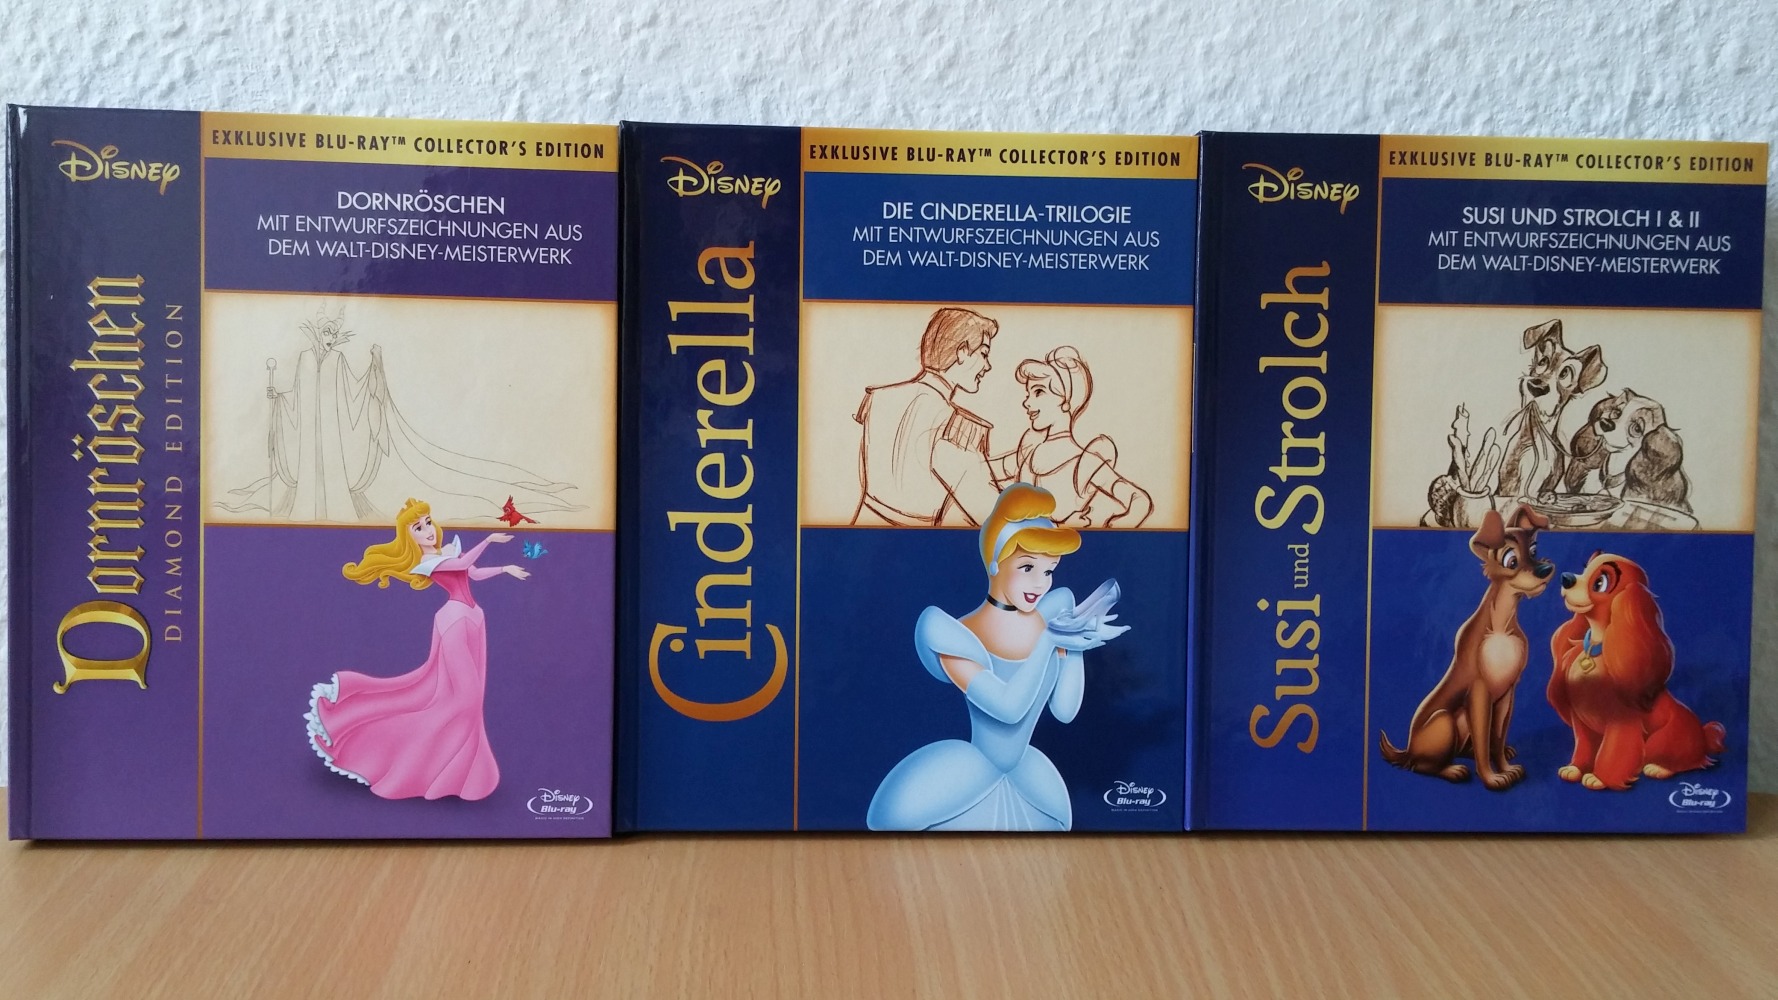 Disney
Dornröschen
DIAMOND EDITION
EXKLUSIVE BLU-RAY™ COLLECTOR'S EDITION
DORNRÖSCHEN
MIT ENTWURFSZEICHNUNGEN AUS
DEM WALT-DISNEY-MEISTERWERK
Disney
Blu-ray
Disney
Cinderella
EXKLUSIVE BLU-RAY™ COLLECTOR'S EDITION
DIE CINDERELLA-TRILOGIE
MIT ENTWURFSZEICHNUNGEN AUS
DEM WALT-DISNEY-MEISTERWERK
Disney
Blu-ray
Disney
Susi und Strolch
EXKLUSIVE BLU-RAY™ COLLECTOR'S EDITION
SUSI UND STROLCH I & II
MIT ENTWURFSZEICHNUNGEN AUS
DEM WALT-DISNEY-MEISTERWERK
Disney
Blu-ray